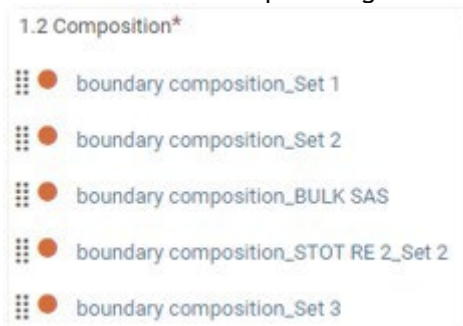 1.2 Composition*
boundary composition_Set 1
boundary composition_Set 2
boundary composition_BULK SAS
boundary composition_STOT RE 2_Set 2
boundary composition_Set 3